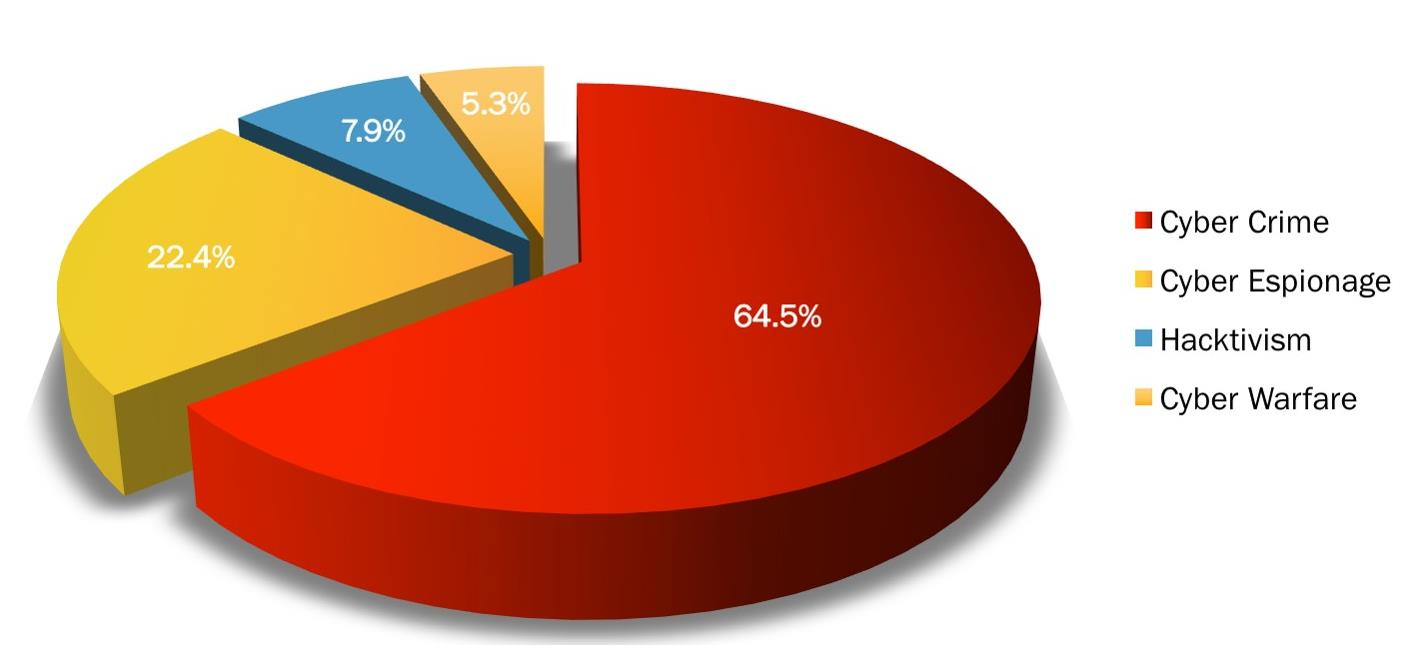 5.3%
7.9%
22.4%
64.5%
Cyber Crime
Cyber Espionage
Hacktivism
Cyber Warfare